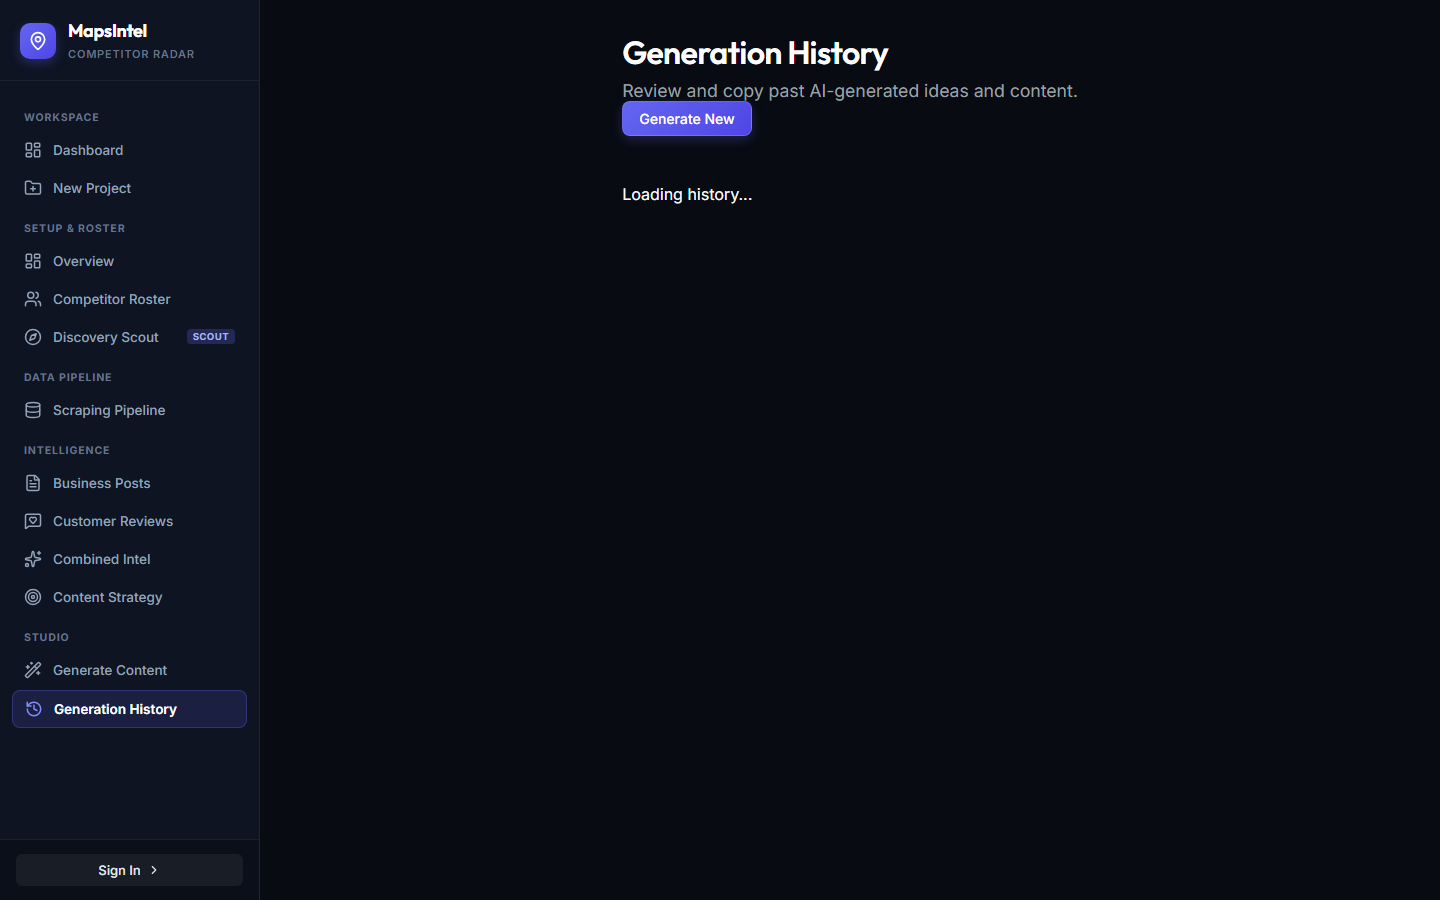 MapsIntel
COMPETITOR RADAR
WORKSPACE
Dashboard
New Project
SETUP & ROSTER
Overview
Competitor Roster
Discovery Scout SCOUT
DATA PIPELINE
Scraping Pipeline
INTELLIGENCE
Business Posts
Customer Reviews
Combined Intel
Content Strategy
STUDIO
Generate Content
Generation History
Sign In
Generation History
Review and copy past AI-generated ideas and content.
Generate New
Loading history...